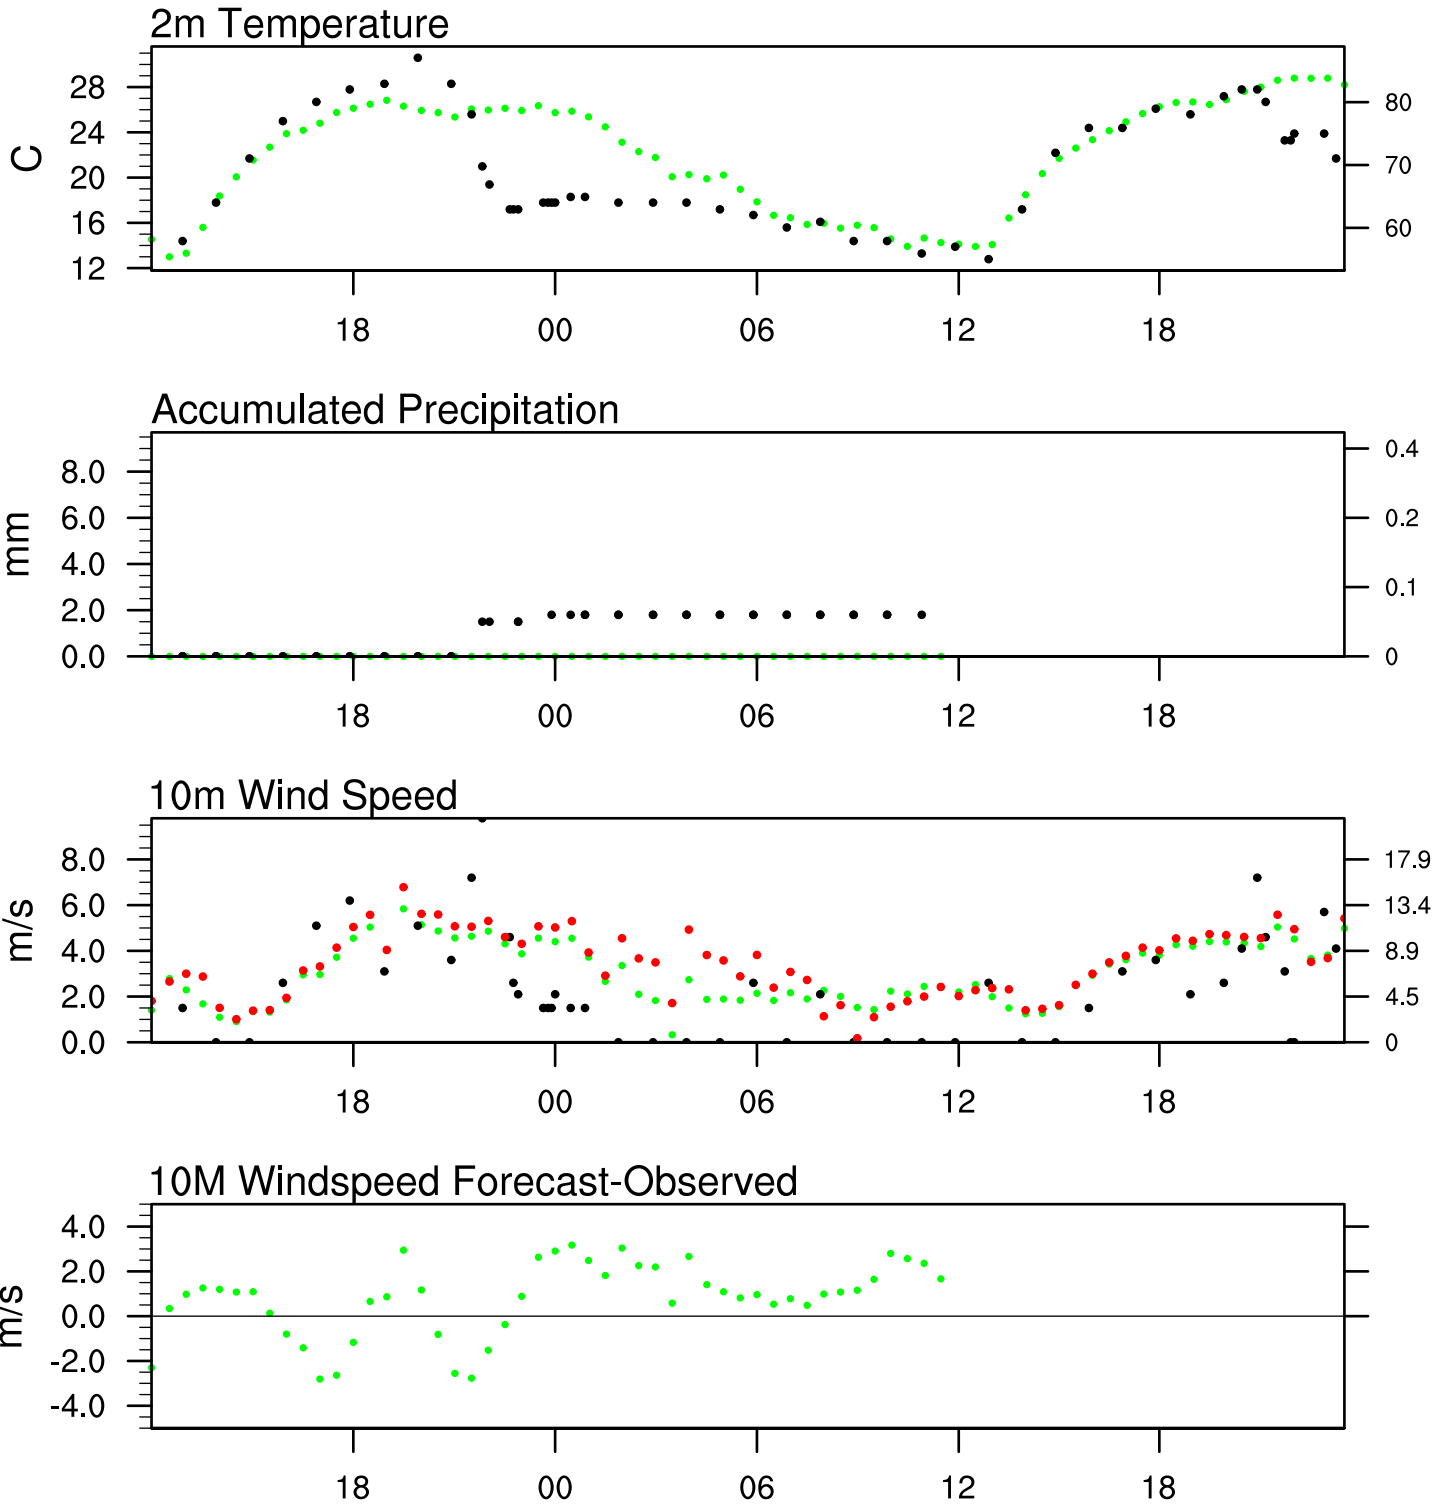 2m Temperature
28
24
20
16
12
C
80
70
60
18 00 06 12 18
Accumulated Precipitation
8.0
6.0
4.0
2.0
0.0
mm
0.4
0.2
0.1
0
18 00 06 12 18
10m Wind Speed
8.0
6.0
4.0
2.0
0.0
m/s
17.9
13.4
8.9
4.5
0
18 00 06 12 18
10M Windspeed Forecast-Observed
4.0
2.0
0.0
-2.0
-4.0
m/s
18 00 06 12 18